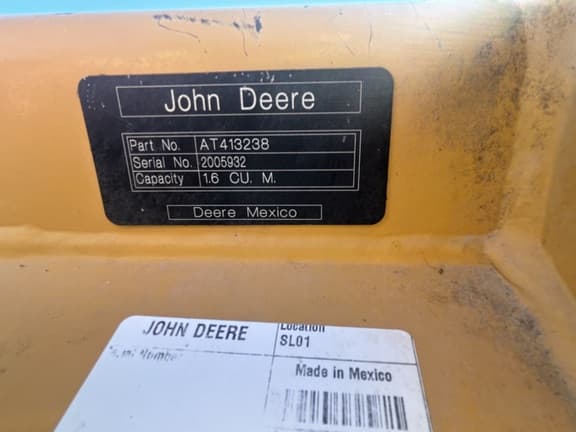 John Deere
Part No. AT413238
Serial No. 2005932
Capacity 1.6 CU. M.
Deere Mexico
JOHN DEERE
Location
SL01
Number
Made in Mexico